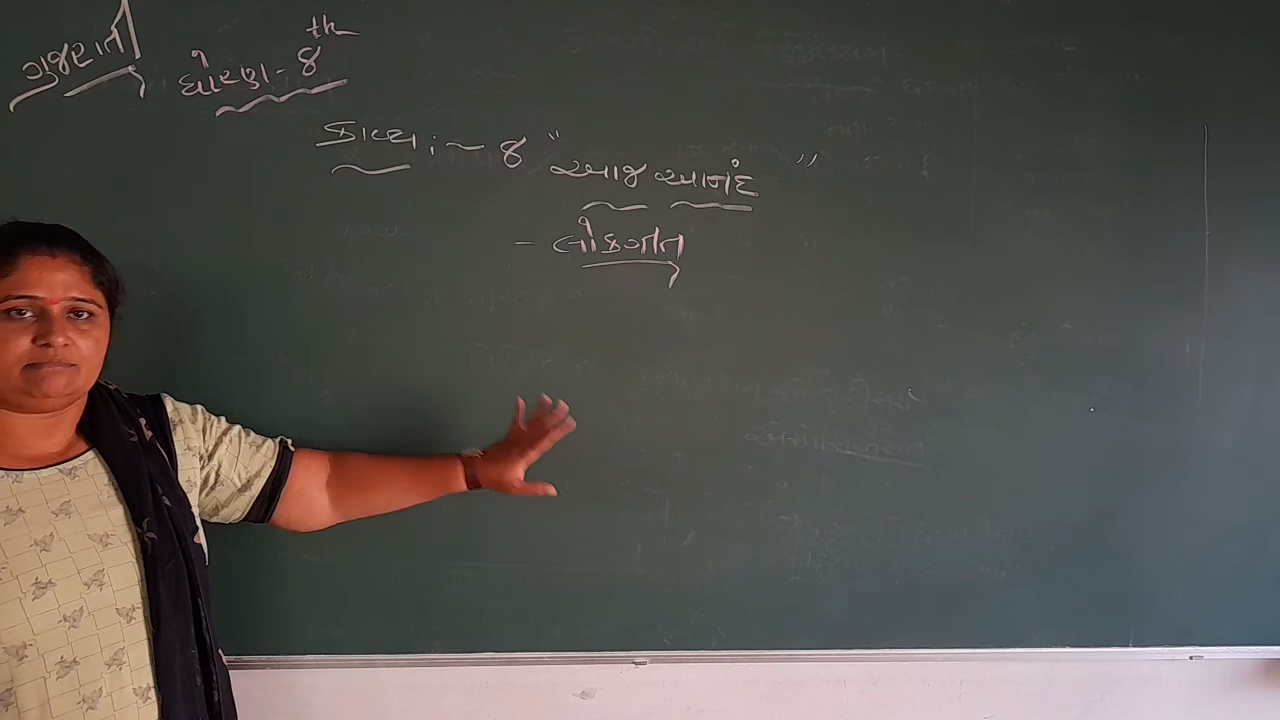 ગુજરાતી
ધોરણ - 8th
કાવ્ય :- 8 "આજ આનંદ"
- લોકગીત